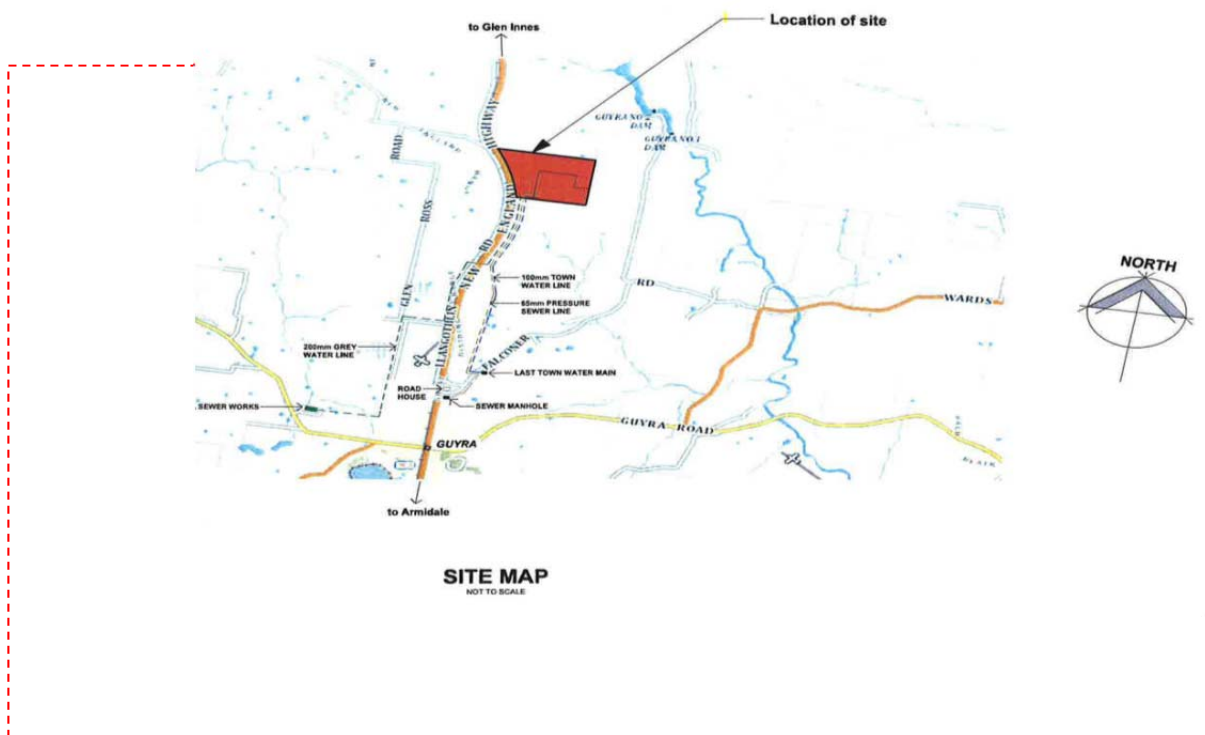 Location of site
to Glen Innes
HIGHWAY
GUYRA NO
DAM
GUYRA NO 1
DAM
ROAD
ROSS
GLEN
ENGLAND
NEW
RD
LLANGOTHLIN
100mm TOWN
WATER LINE
65mm PRESSURE
SEWER LINE
RD
WARDS
NORTH
200mm GREY
WATER LINE
FALCONER
LAST TOWN WATER MAIN
ROAD
HOUSE
SEWER WORKS
SEWER MANHOLE
GUYRA ROAD
GUYRA
to Armidale
SITE MAP
NOT TO SCALE